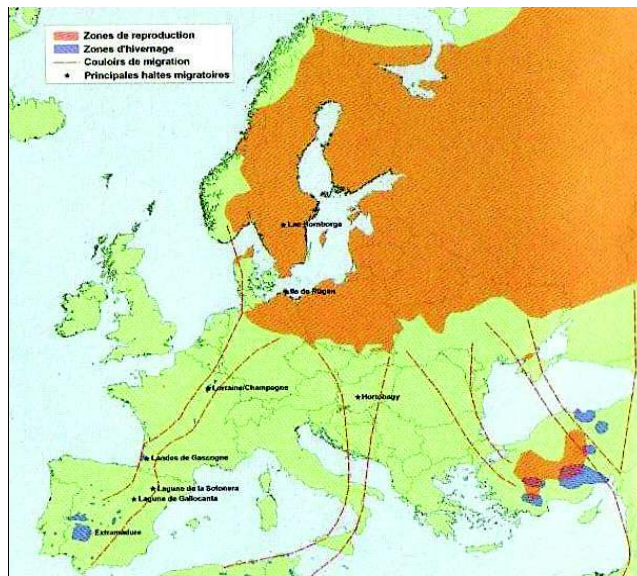 Zones de reproduction
Zones d'hivernage
Couloirs de migration
Principales haltes migratoires
Lac Hornborga
Ile de Rügen
Lorraine/Champagne
Hortobagy
Landes de Gascogne
Laguna de la Sotonera
Laguna de Gallocanta
Extremadure